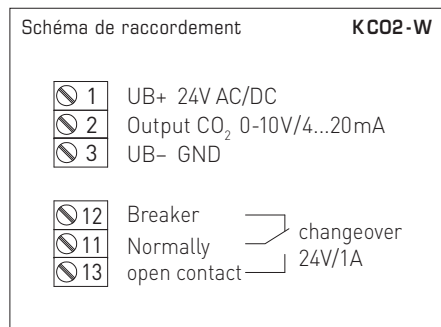 Schéma de raccordement KCO2-W
1 UB+ 24V AC/DC
2 Output CO₂ 0-10V/4...20mA
3 UB– GND
12 Breaker
11 Normally
13 open contact
changeover
24V/1A